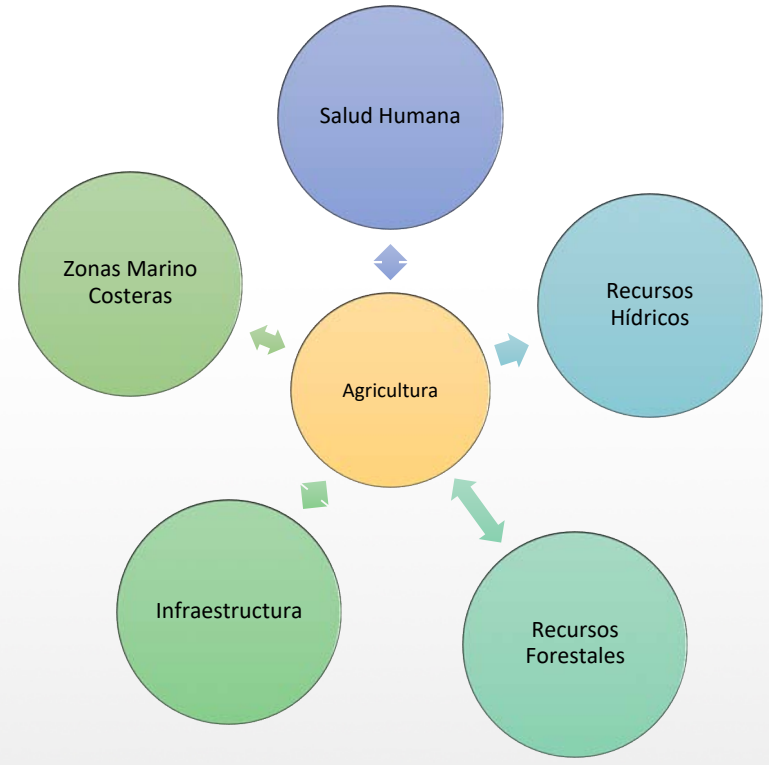 Salud Humana
Zonas Marino
Costeras
Recursos
Hídricos
Agricultura
Infraestructura
Recursos
Forestales